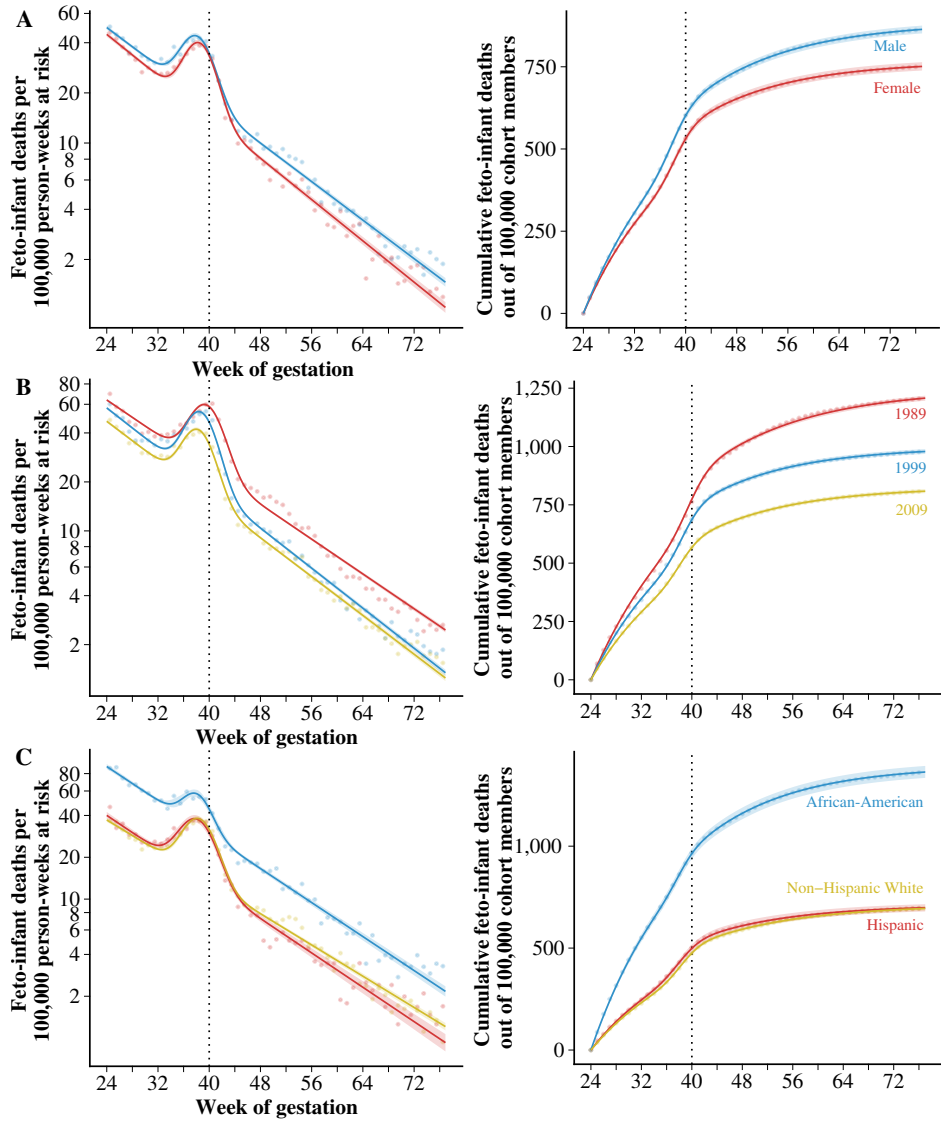 A
Feto-infant deaths per
100,000 person-weeks at risk
60
40
20
10
8
6
4
2
24 32 40 48 56 64 72
Week of gestation
Cumulative feto-infant deaths
out of 100,000 cohort members
750
500
250
0
Male
Female
24 40 48 56 64 72
B
Feto-infant deaths per
100,000 person-weeks at risk
80
60
40
20
10
8
6
4
2
24 32 40 48 56 64 72
Week of gestation
Cumulative feto-infant deaths
out of 100,000 cohort members
1,250
1,000
750
500
250
0
1989
1999
2009
24 32 40 48 56 64 72
C
Feto-infant deaths per
100,000 person-weeks at risk
80
60
40
20
10
8
6
4
2
24 32 40 48 56 64 72
Week of gestation
Cumulative feto-infant deaths
out of 100,000 cohort members
1,000
500
0
African-American
Non-Hispanic White
Hispanic
24 32 40 48 56 64 72